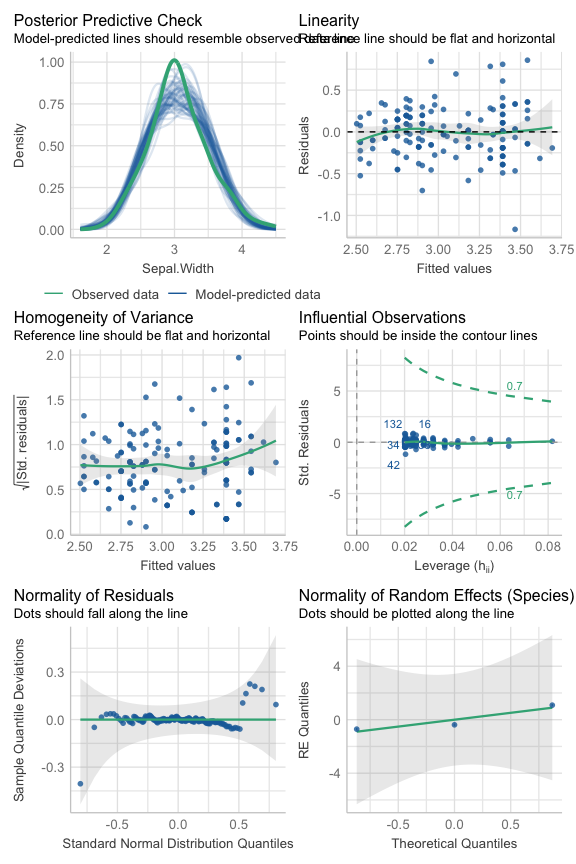 Posterior Predictive Check
Model-predicted lines should resemble observed data line
1.00
0.75
0.50
0.25
0.00
Density
2
3
4
Sepal.Width
Observed data
Model-predicted data
Linearity
Reference line should be flat and horizontal
0.5
0.0
-0.5
-1.0
Residuals
2.50 2.75 3.00 3.25 3.50 3.75
Fitted values
Homogeneity of Variance
Reference line should be flat and horizontal
2.0
1.5
1.0
0.5
0.0
√|Std. residuals|
2.50 2.75 3.00 3.25 3.50 3.75
Fitted values
Influential Observations
Points should be inside the contour lines
0.7
5
132 16
0
34
42
-5
0.7
Std. Residuals
0.00 0.02 0.04 0.06 0.08
Leverage (hii)
Normality of Residuals
Dots should fall along the line
0.3
0.0
-0.3
Sample Quantile Deviations
-0.5 0.0 0.5
Standard Normal Distribution Quantiles
Normality of Random Effects (Species)
Dots should be plotted along the line
4
0
-4
RE Quantiles
-0.5 0.0 0.5
Theoretical Quantiles